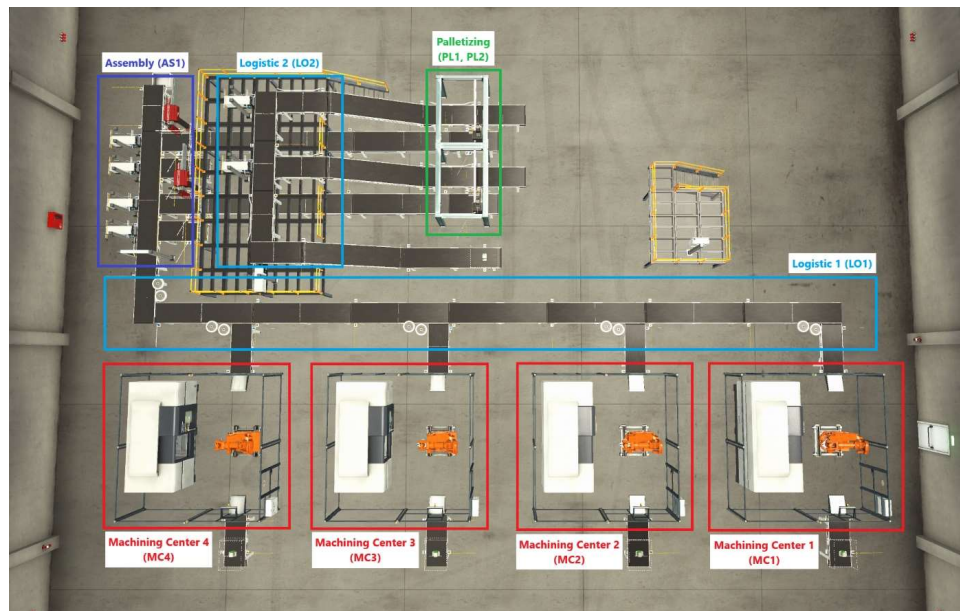 Palletizing
(PL1, PL2)
Assembly (AS1)
Logistic 2 (LO2)
Logistic 1 (LO1)
Machining Center 4
(MC4)
Machining Center 3
(MC3)
Machining Center 2
(MC2)
Machining Center 1
(MC1)